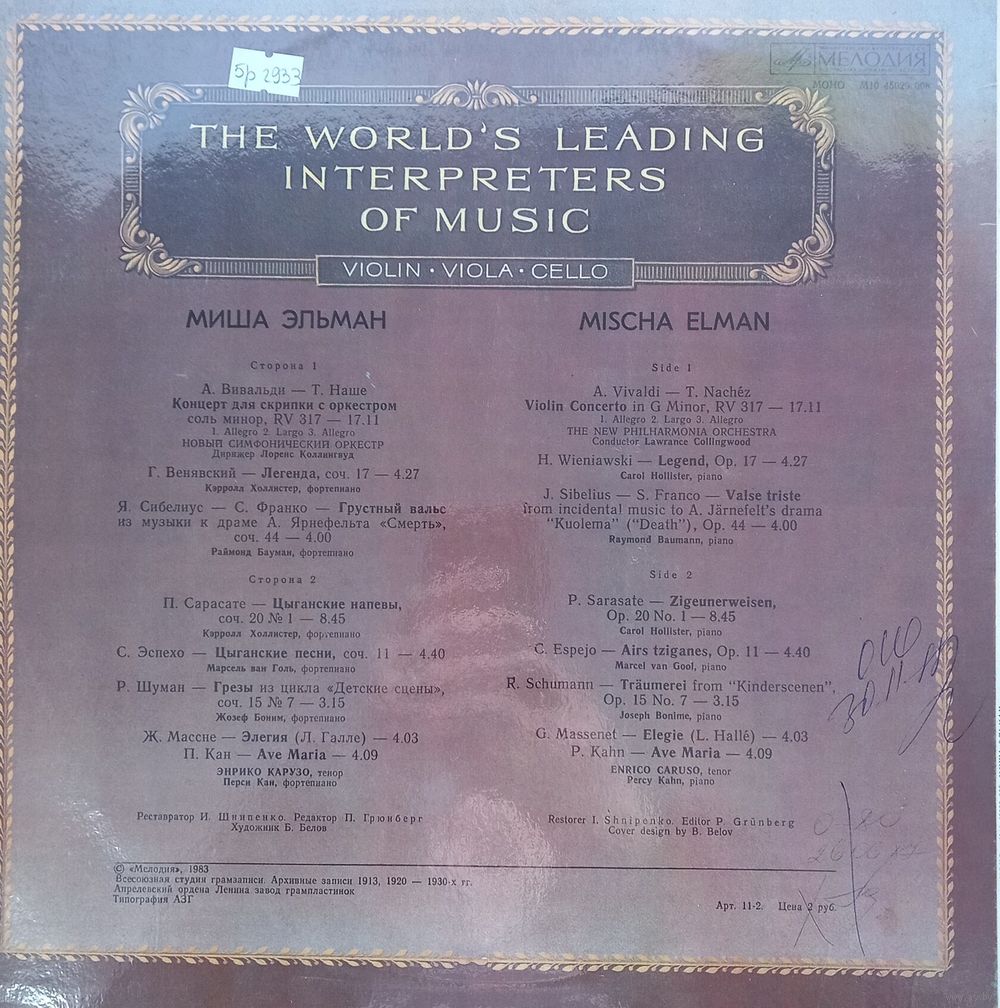 5р 2933
МЕЛОДИЯ
МОНО М10 45025 008
THE WORLD'S LEADING
INTERPRETERS
OF MUSIC
VIOLIN · VIOLA · CELLO
МИША ЭЛЬМАН
Сторона 1
А. Вивальди — Т. Наше
Концерт для скрипки с оркестром
соль минор, RV 317 — 17.11
1. Allegro 2. Largo 3. Allegro
НОВЫЙ СИМФОНИЧЕСКИЙ ОРКЕСТР
Дирижер Лоренс Коллингвуд
Г. Венявский — Легенда, соч. 17 — 4.27
Кэрролл Холлистер, фортепиано
Я. Сибелиус — С. Франко — Грустный вальс
из музыки к драме А. Ярнефельта «Смерть»,
соч. 44 — 4.00
Раймонд Бауман, фортепиано
Сторона 2
П. Сарасате — Цыганские напевы,
соч. 20 № 1 — 8.45
Кэрролл Холлистер, фортепиано
С. Эспехо — Цыганские песни, соч. 11 — 4.40
Марсель ван Голь, фортепиано
Р. Шуман — Грезы из цикла «Детские сцены»,
соч. 15 № 7 — 3.15
Жозеф Боним, фортепиано
Ж. Массне — Элегия (Л. Галле) — 4.03
П. Кан — Ave Maria — 4.09
ЭНРИКО КАРУЗО, тенор
Перси Кан, фортепиано
Реставратор И. Шнипенко. Редактор П. Грюнберг
Художник Б. Белов
MISCHA ELMAN
Side 1
A. Vivaldi — T. Nachéz
Violin Concerto in G Minor, RV 317 — 17.11
1. Allegro 2. Largo 3. Allegro
THE NEW PHILHARMONIA ORCHESTRA
Conductor Lawrance Collingwood
H. Wieniawski — Legend, Op. 17 — 4.27
Carol Hollister, piano
J. Sibelius — S. Franco — Valse triste
from incidental music to A. Järnefelt's drama
"Kuolema" ("Death"), Op. 44 — 4.00
Raymond Baumann, piano
Side 2
P. Sarasate — Zigeunerweisen,
Op. 20 No. 1 — 8.45
Carol Hollister, piano
C. Espejo — Airs tziganes, Op. 11 — 4.40
Marcel van Gool, piano
R. Schumann — Träumerei from "Kinderscenen",
Op. 15 No. 7 — 3.15
Joseph Bonime, piano
G. Massenet — Elegie (L. Hallé) — 4.03
P. Kahn — Ave Maria — 4.09
ENRICO CARUSO, tenor
Percy Kahn, piano
Restorer I. Shnipenko. Editor P. Grünberg
Cover design by B. Belov
© «Мелодия», 1983
Всесоюзная студия грамзаписи. Архивные записи 1913, 1920 — 1930-х гг.
Апрелевский ордена Ленина завод грампластинок
Типография АЗГ
Арт. 11-2. Цена 2 руб.